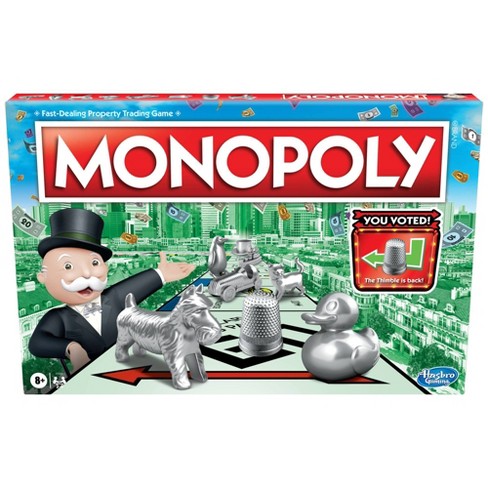 Fast-Dealing Property Trading Game
MONOPOLY
YOU VOTED!
The Thimble is back!
8+
Hasbro
Gaming